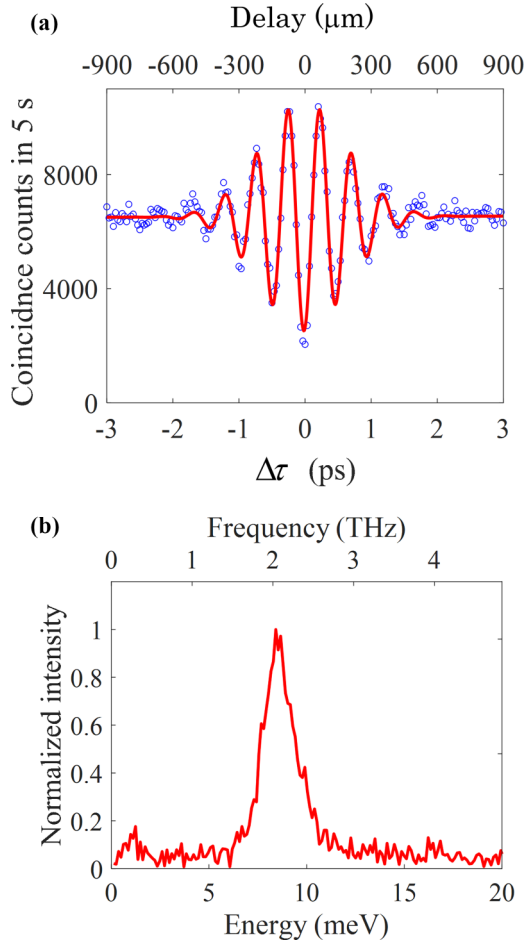 (a)
Delay (µm)
-900 -600 -300 -150 0 150 300 600 900
8000
4000
0
Coincidnce counts in 5 s
-3 -2 -1 0 1 2 3
Δτ (ps)
(b)
Frequency (THz)
0 1 2 3 4
1
0.8
0.6
0.4
0.2
0
Normalized intensity
0 5 10 15 20
Energy (meV)